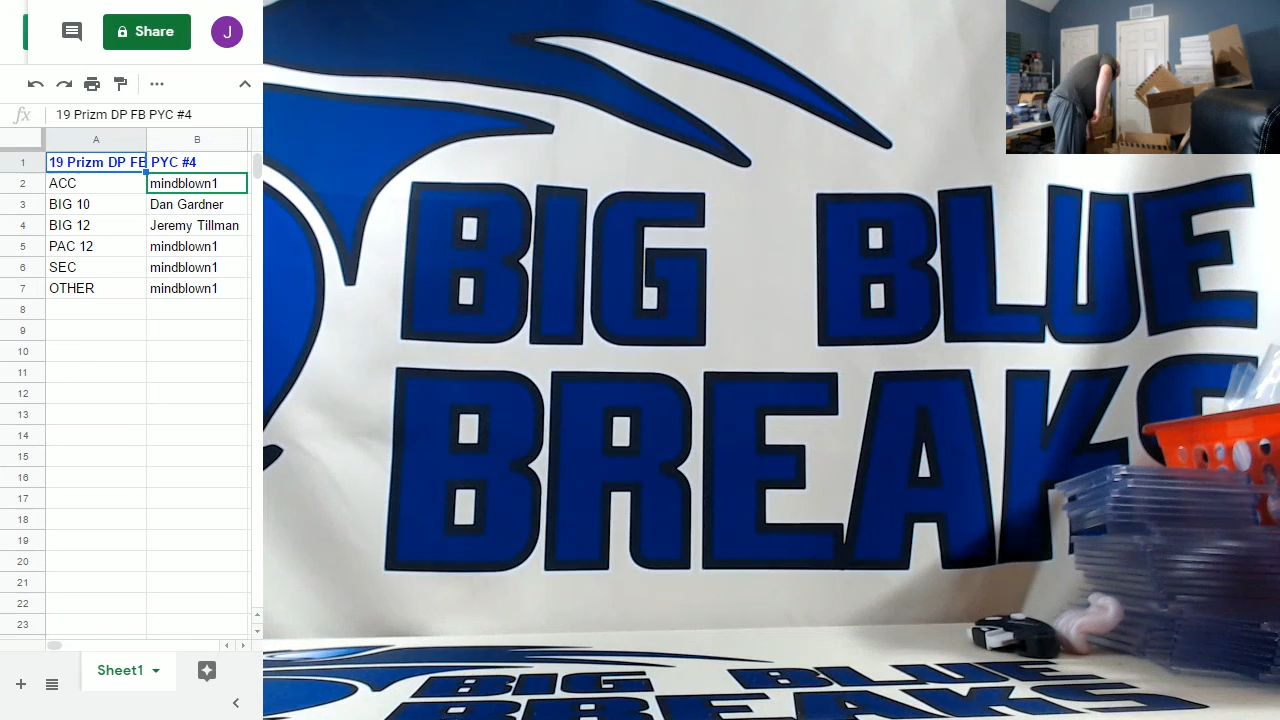 Share
J
fx 19 Prizm DP FB PYC #4
A B
1 19 Prizm DP FB PYC #4
2 ACC mindblown1
3 BIG 10 Dan Gardner
4 BIG 12 Jeremy Tillman
5 PAC 12 mindblown1
6 SEC mindblown1
7 OTHER mindblown1
8
9
10
11
12
13
14
15
16
17
18
19
20
21
22
23
Sheet1
BIG BLUE
BREAKS
BIG BLUE
BREAKS